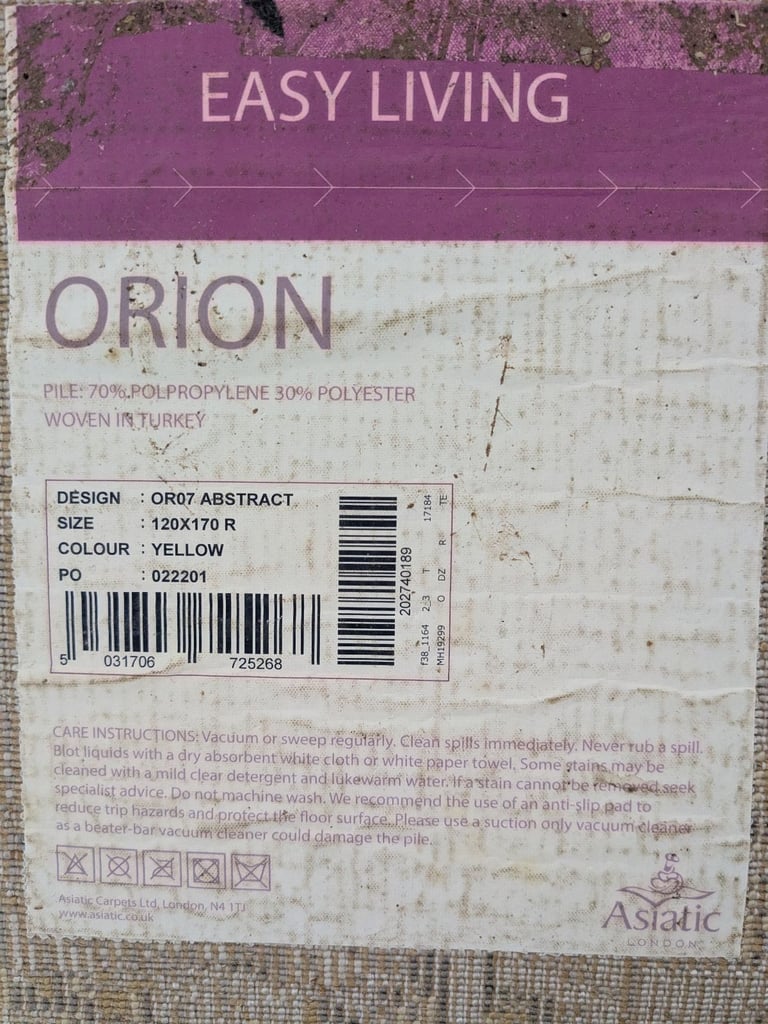 EASY LIVING
ORION
PILE: 70% POLPROPYLENE 30% POLYESTER
WOVEN IN TURKEY
DESIGN : OR07 ABSTRACT
SIZE : 120X170 R
COLOUR : YELLOW
PO : 022201
5 031706 725268
202740189
f38_1164 2_3 T 17184
MH19299 O DZ R TE
CARE INSTRUCTIONS: Vacuum or sweep regularly. Clean spills immediately. Never rub a spill.
Blot liquids with a dry absorbent white cloth or white paper towel. Some stains may be
cleaned with a mild clear detergent and lukewarm water. If a stain cannot be removed seek
specialist advice. Do not machine wash. We recommend the use of an anti-slip pad to
reduce trip hazards and protect the floor surface. Please use a suction only vacuum cleaner
as a beater-bar vacuum cleaner could damage the pile.
Asiatic Carpets Ltd, London, N4 1TJ
www.asiatic.co.uk
Asiatic
LONDON